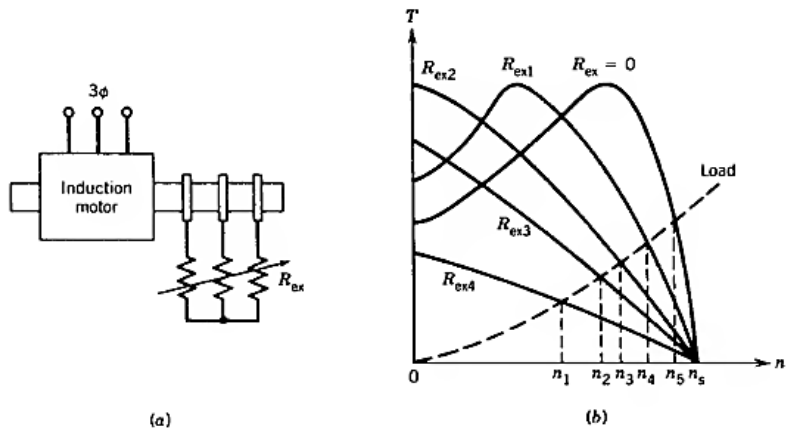 3ϕ
Induction
motor
R_ex
(a)
T
R_ex2
R_ex1
R_ex = 0
Load
R_ex3
R_ex4
0
n_1
n_2
n_3
n_4
n_5
n_s
n
(b)